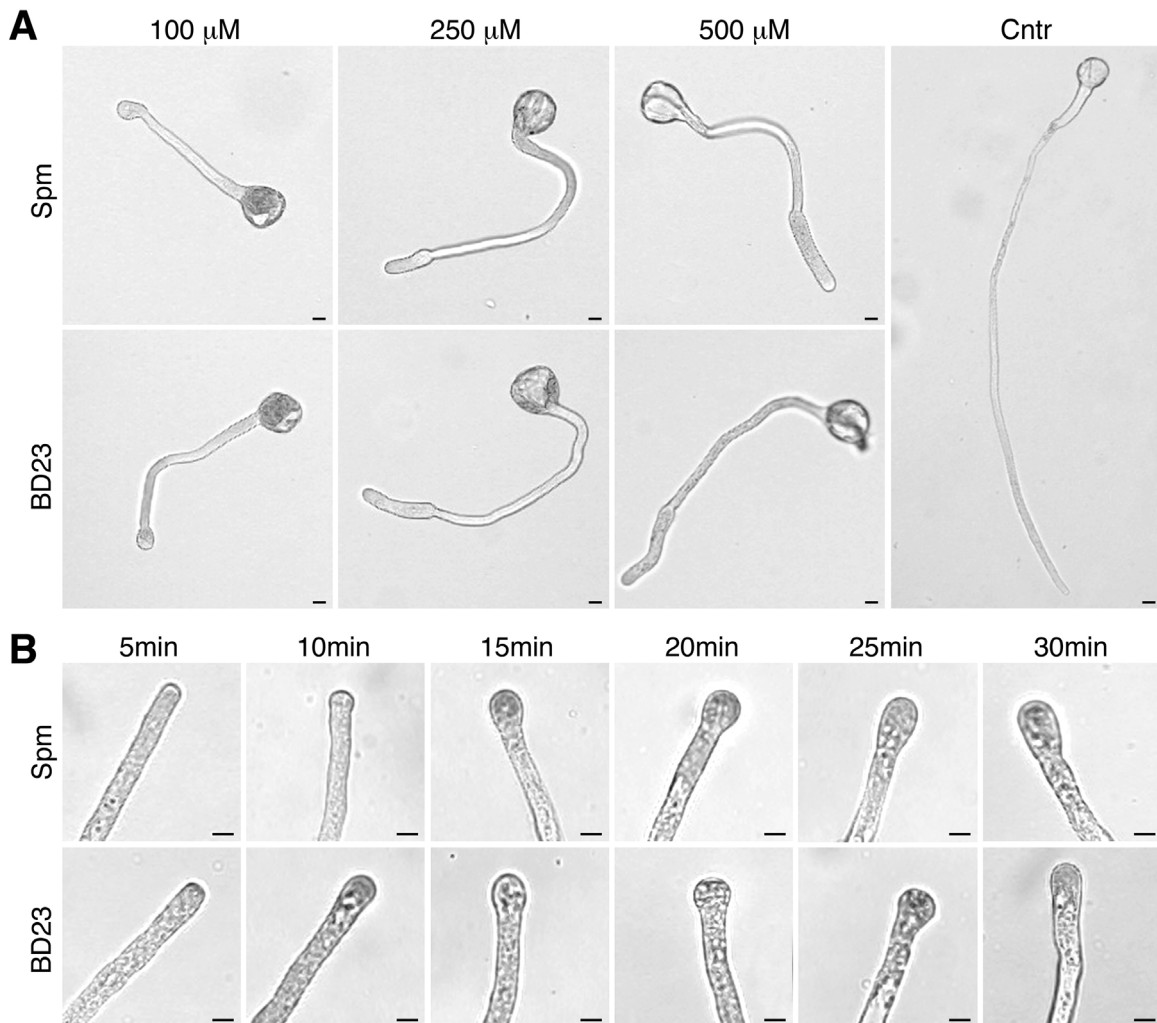 A
100 μM 250 μM 500 μM Cntr
Spm
BD23
B
5min 10min 15min 20min 25min 30min
Spm
BD23